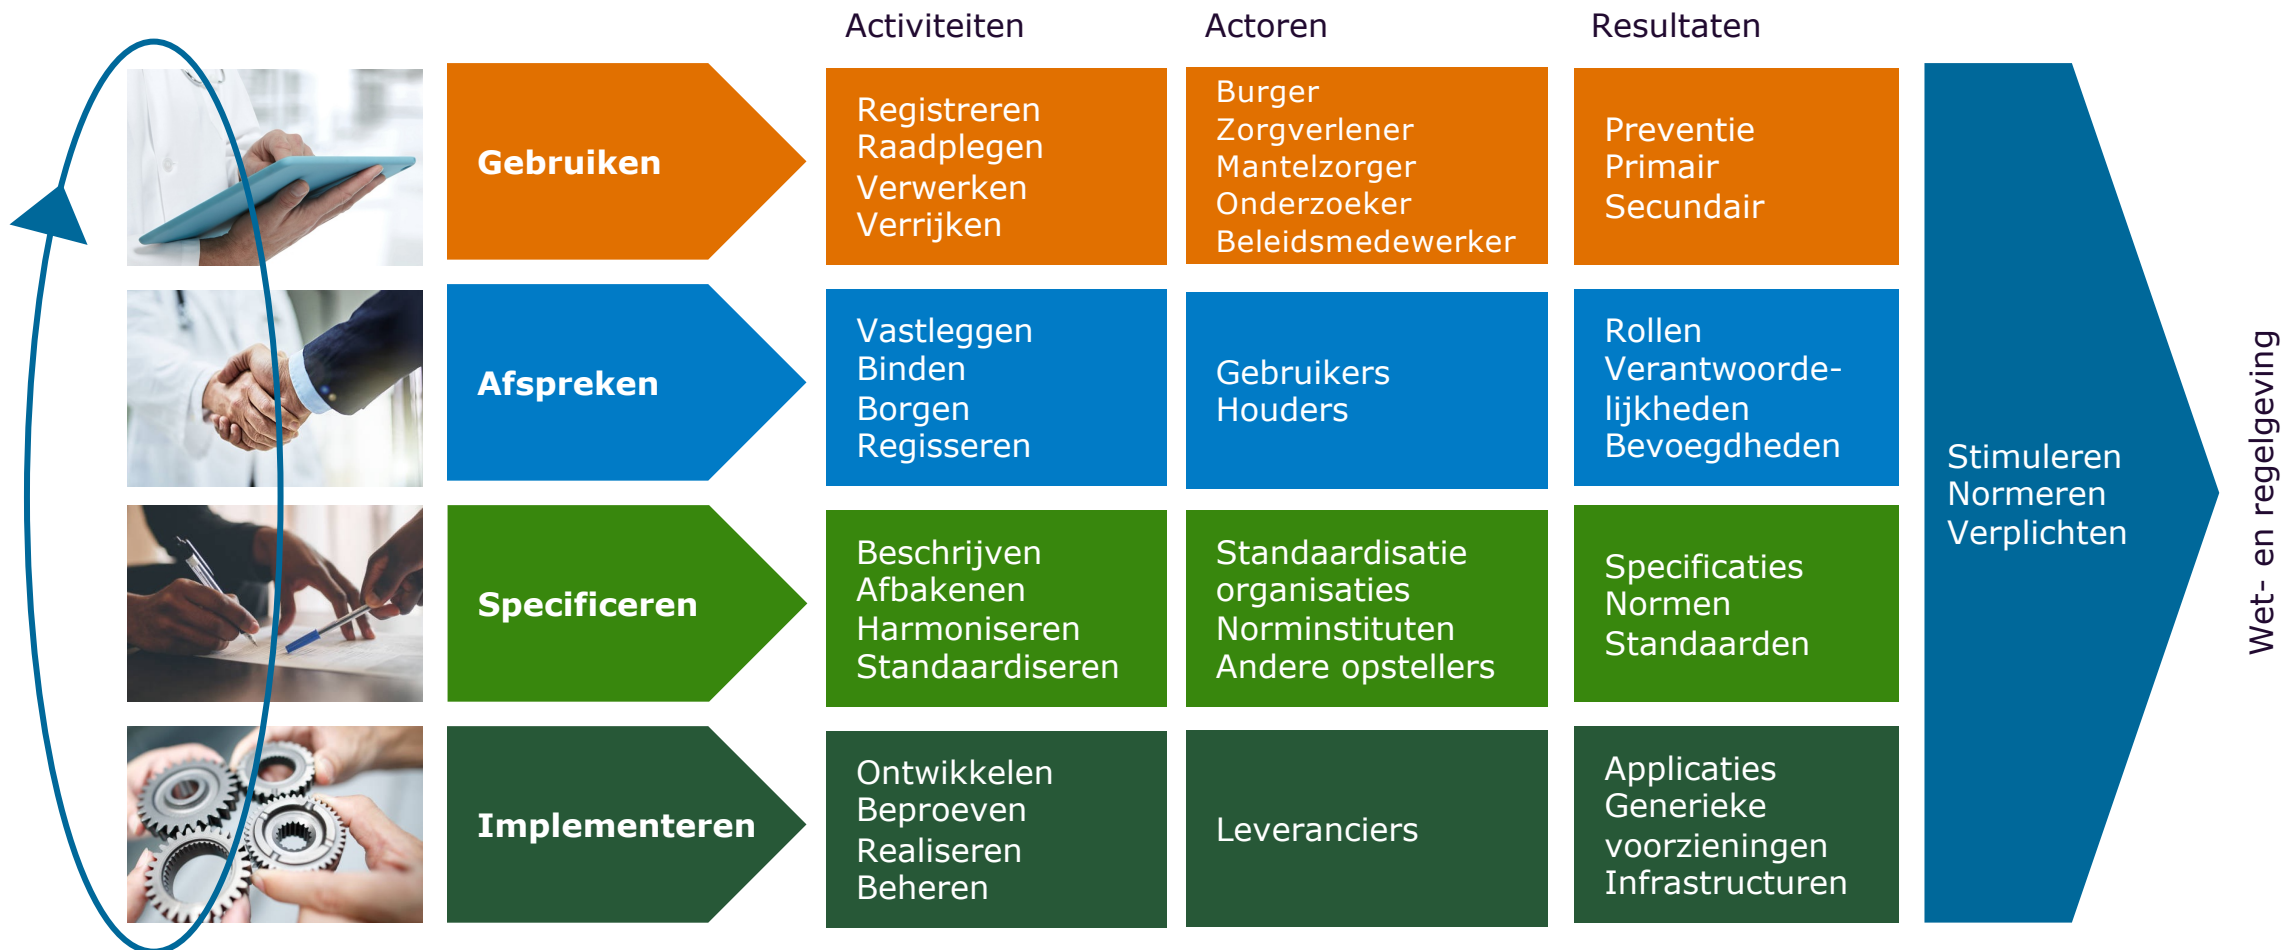 Activiteiten
Actoren
Resultaten
Gebruiken
Registreren
Raadplegen
Verwerken
Verrijken
Burger
Zorgverlener
Mantelzorger
Onderzoeker
Beleidsmedewerker
Preventie
Primair
Secundair
Afspreken
Vastleggen
Binden
Borgen
Regisseren
Gebruikers
Houders
Rollen
Verantwoorde-
lijkheden
Bevoegdheden
Specificeren
Beschrijven
Afbakenen
Harmoniseren
Standaardiseren
Standaardisatie
organisaties
Norminstituten
Andere opstellers
Specificaties
Normen
Standaarden
Implementeren
Ontwikkelen
Beproeven
Realiseren
Beheren
Leveranciers
Applicaties
Generieke
voorzieningen
Infrastructuren
Stimuleren
Normeren
Verplichten
Wet- en regelgeving